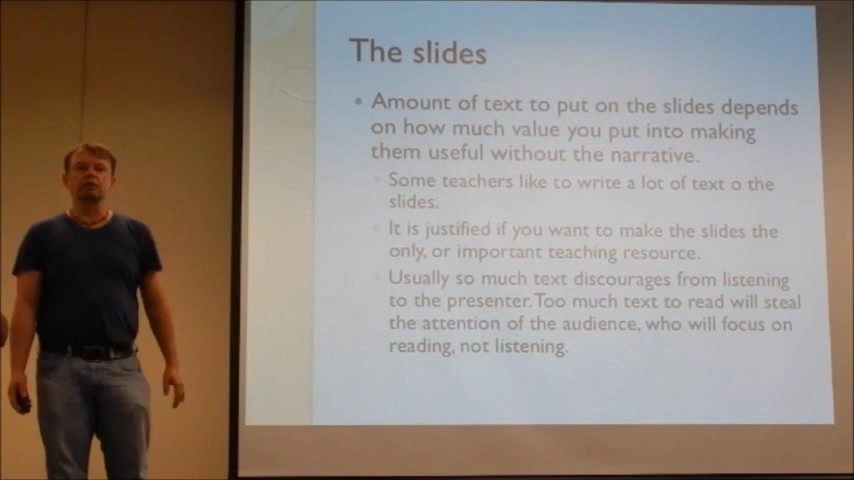 The slides
Amount of text to put on the slides depends
on how much value you put into making
them useful without the narrative.
Some teachers like to write a lot of text o the
slides.
It is justified if you want to make the slides the
only, or important teaching resource.
Usually so much text discourages from listening
to the presenter. Too much text to read will steal
the attention of the audience, who will focus on
reading, not listening.